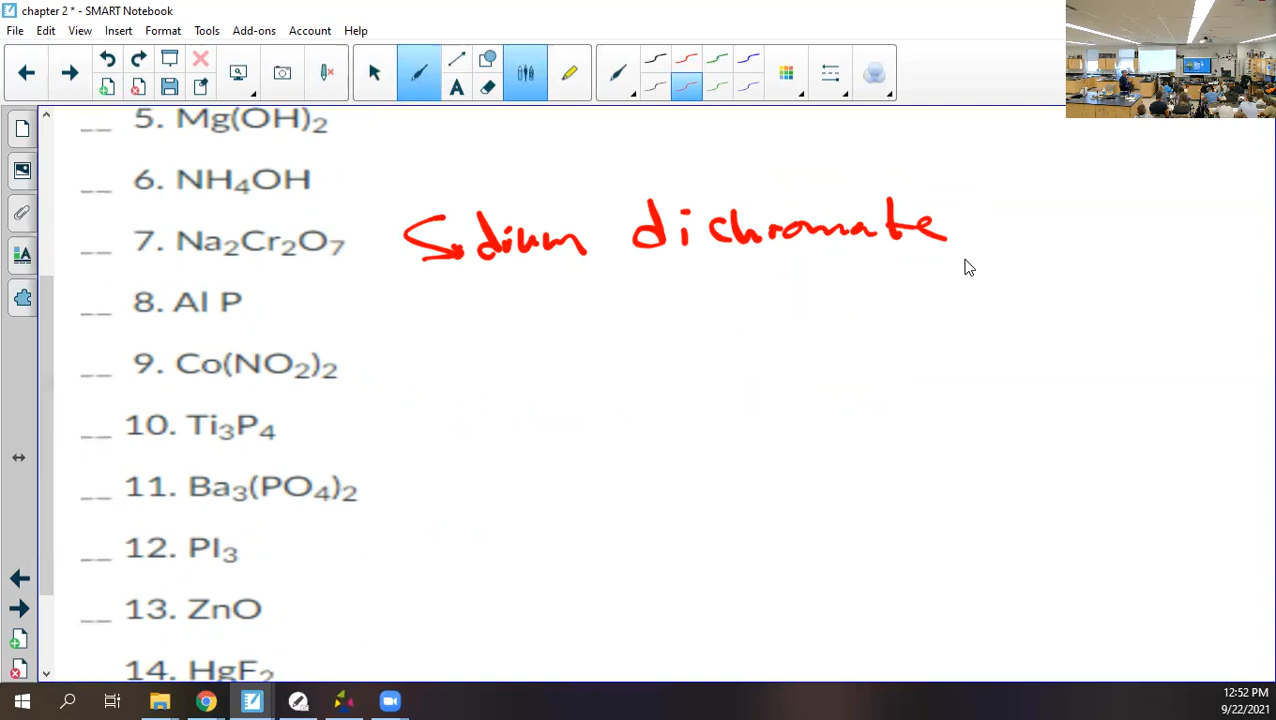 chapter 2 * - SMART Notebook
File Edit View Insert Format Tools Add-ons Account Help
A
A
__ 5. Mg(OH)₂
__ 6. NH₄OH
__ 7. Na₂Cr₂O₇ Sodium dichromate
__ 8. Al P
__ 9. Co(NO₂)₂
__ 10. Ti₃P₄
__ 11. Ba₃(PO₄)₂
__ 12. PI₃
__ 13. ZnO
14. HgF₂
12:52 PM
9/22/2021